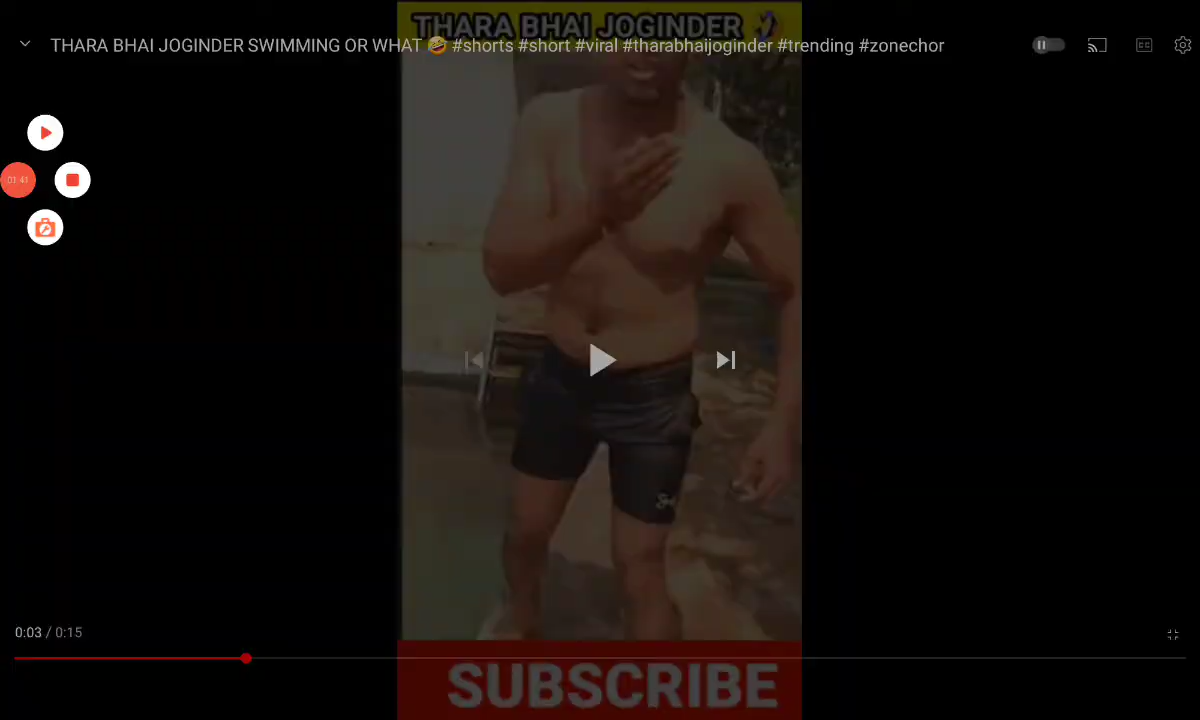 THARA BHAI JOGINDER 🤣
THARA BHAI JOGINDER SWIMMING OR WHAT 🤣 #shorts #short #viral #tharabhaijoginder #trending #zonechor
CC
01:41
0:03 / 0:15
SUBSCRIBE